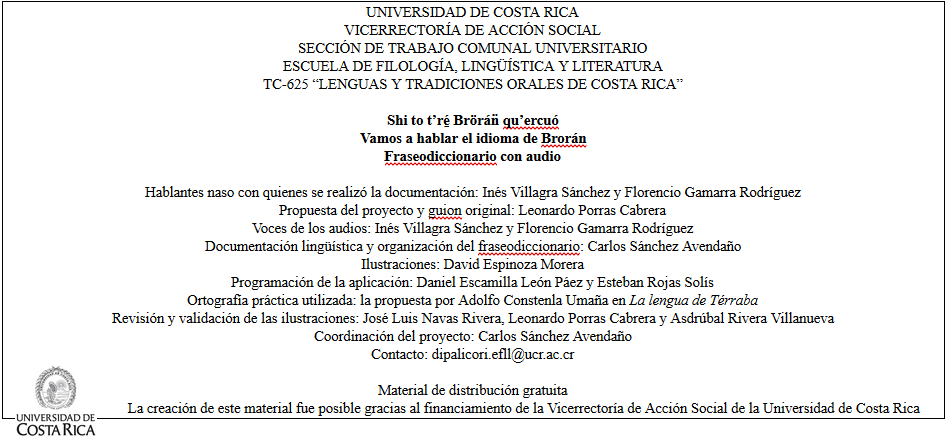 UNIVERSIDAD DE COSTA RICA
VICERRECTORÍA DE ACCIÓN SOCIAL
SECCIÓN DE TRABAJO COMUNAL UNIVERSITARIO
ESCUELA DE FILOLOGÍA, LINGÜÍSTICA Y LITERATURA
TC-625 “LENGUAS Y TRADICIONES ORALES DE COSTA RICA”
Shi to t’rë́ Brörán̈ qu’ercuó
Vamos a hablar el idioma de Brorán
Fraseodiccionario con audio
Hablantes naso con quienes se realizó la documentación: Inés Villagra Sánchez y Florencio Gamarra Rodríguez
Propuesta del proyecto y guion original: Leonardo Porras Cabrera
Voces de los audios: Inés Villagra Sánchez y Florencio Gamarra Rodríguez
Documentación lingüística y organización del fraseodiccionario: Carlos Sánchez Avendaño
Ilustraciones: David Espinoza Morera
Programación de la aplicación: Daniel Escamilla León Páez y Esteban Rojas Solís
Ortografía práctica utilizada: la propuesta por Adolfo Constenla Umaña en La lengua de Térraba
Revisión y validación de las ilustraciones: José Luis Navas Rivera, Leonardo Porras Cabrera y Asdrúbal Rivera Villanueva
Coordinación del proyecto: Carlos Sánchez Avendaño
Contacto: dipalicori.efll@ucr.ac.cr
Material de distribución gratuita
La creación de este material fue posible gracias al financiamiento de la Vicerrectoría de Acción Social de la Universidad de Costa Rica
UNIVERSIDAD DE
COSTA RICA